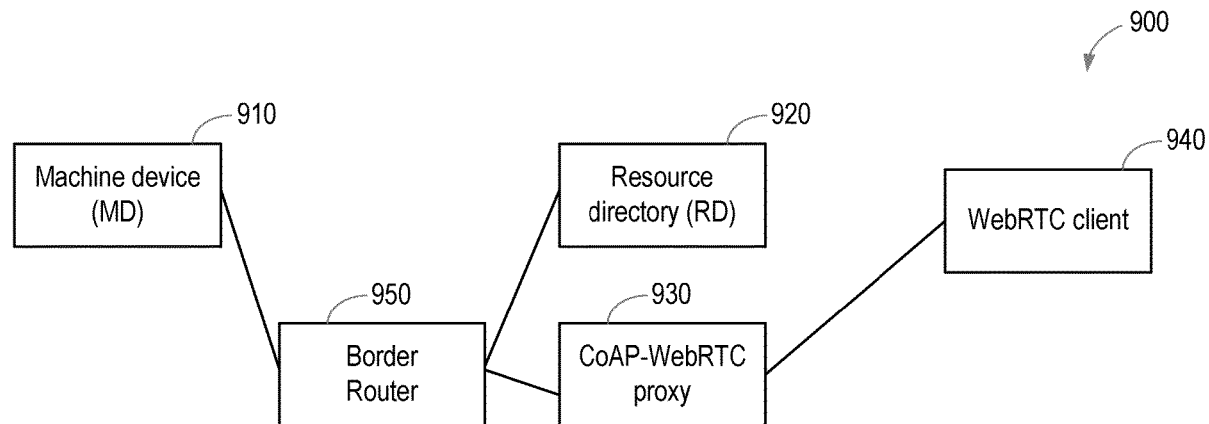 900
910
920
940
Machine device
(MD)
Resource
directory (RD)
WebRTC client
950
930
Border
Router
CoAP-WebRTC
proxy